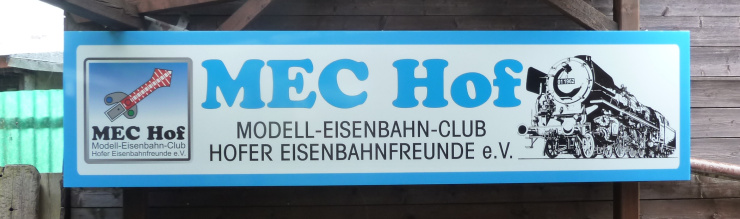 MEC Hof
Modell-Eisenbahn-Club
Hofer Eisenbahnfreunde e.V.
MEC Hof
MODELL-EISENBAHN-CLUB
HOFER EISENBAHNFREUNDE e.V.